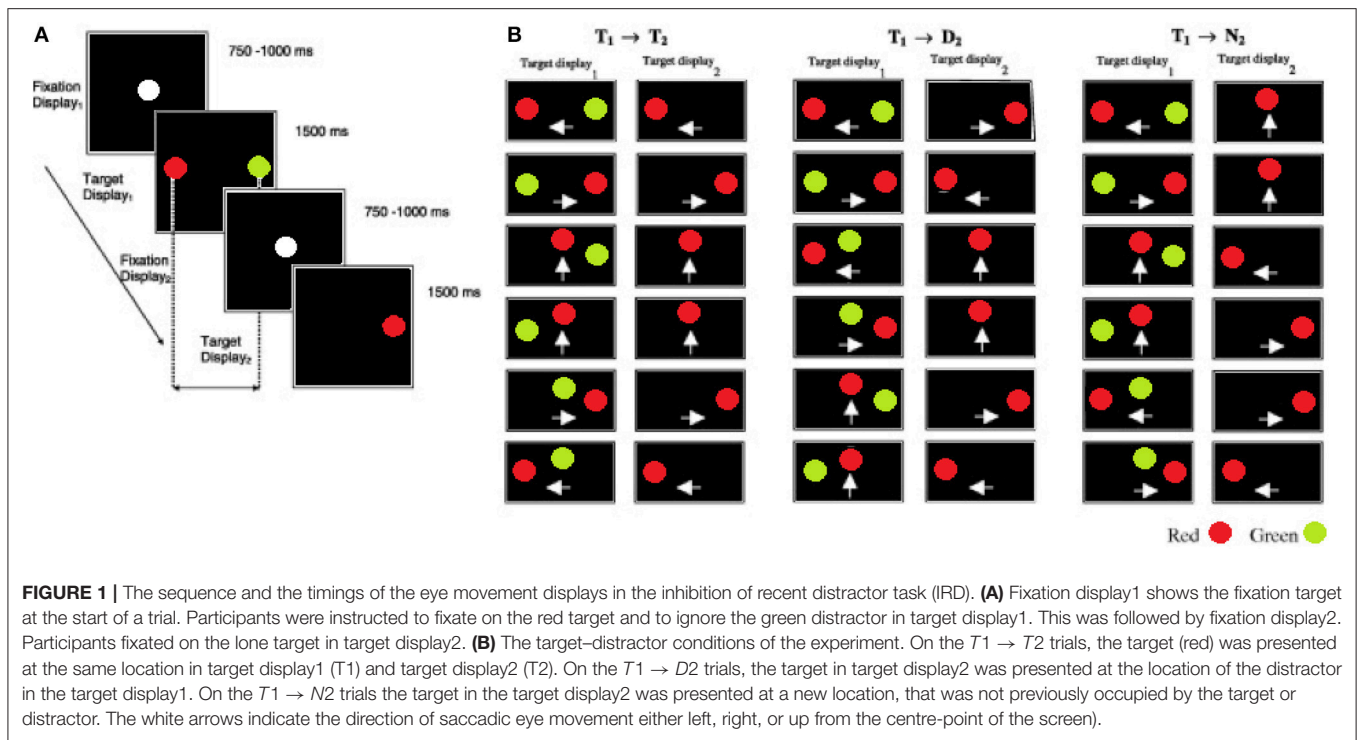 A
750 -1000 ms
Fixation
Display1
1500 ms
Target
Display1
750 -1000 ms
Fixation
Display2
1500 ms
Target
Display2
B
T1 → T2
Target display1
Target display2
T1 → D2
Target display1
Target display2
T1 → N2
Target display1
Target display2
Red Green
FIGURE 1 | The sequence and the timings of the eye movement displays in the inhibition of recent distractor task (IRD). (A) Fixation display1 shows the fixation target
at the start of a trial. Participants were instructed to fixate on the red target and to ignore the green distractor in target display1. This was followed by fixation display2.
Participants fixated on the lone target in target display2. (B) The target–distractor conditions of the experiment. On the T1 → T2 trials, the target (red) was presented
at the same location in target display1 (T1) and target display2 (T2). On the T1 → D2 trials, the target in target display2 was presented at the location of the distractor
in the target display1. On the T1 → N2 trials the target in the target display2 was presented at a new location, that was not previously occupied by the target or
distractor. The white arrows indicate the direction of saccadic eye movement either left, right, or up from the centre-point of the screen).